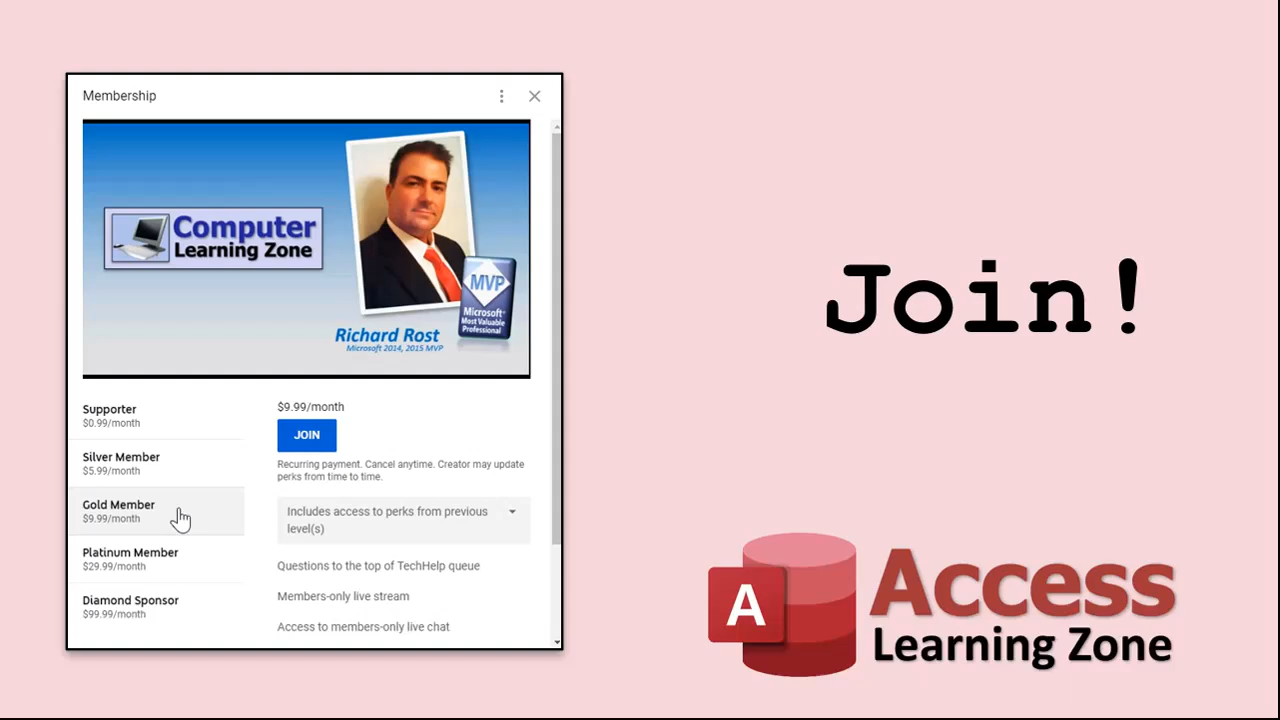 Membership
Computer
Learning Zone
MVP
Microsoft®
Most Valuable
Professional
Richard Rost
Microsoft 2014, 2015 MVP
Supporter
$0.99/month
Silver Member
$5.99/month
Gold Member
$9.99/month
Platinum Member
$29.99/month
Diamond Sponsor
$99.99/month
$9.99/month
JOIN
Recurring payment. Cancel anytime. Creator may update
perks from time to time.
Includes access to perks from previous
level(s)
Questions to the top of TechHelp queue
Members-only live stream
Access to members-only live chat
Join!
A
Access
Learning Zone